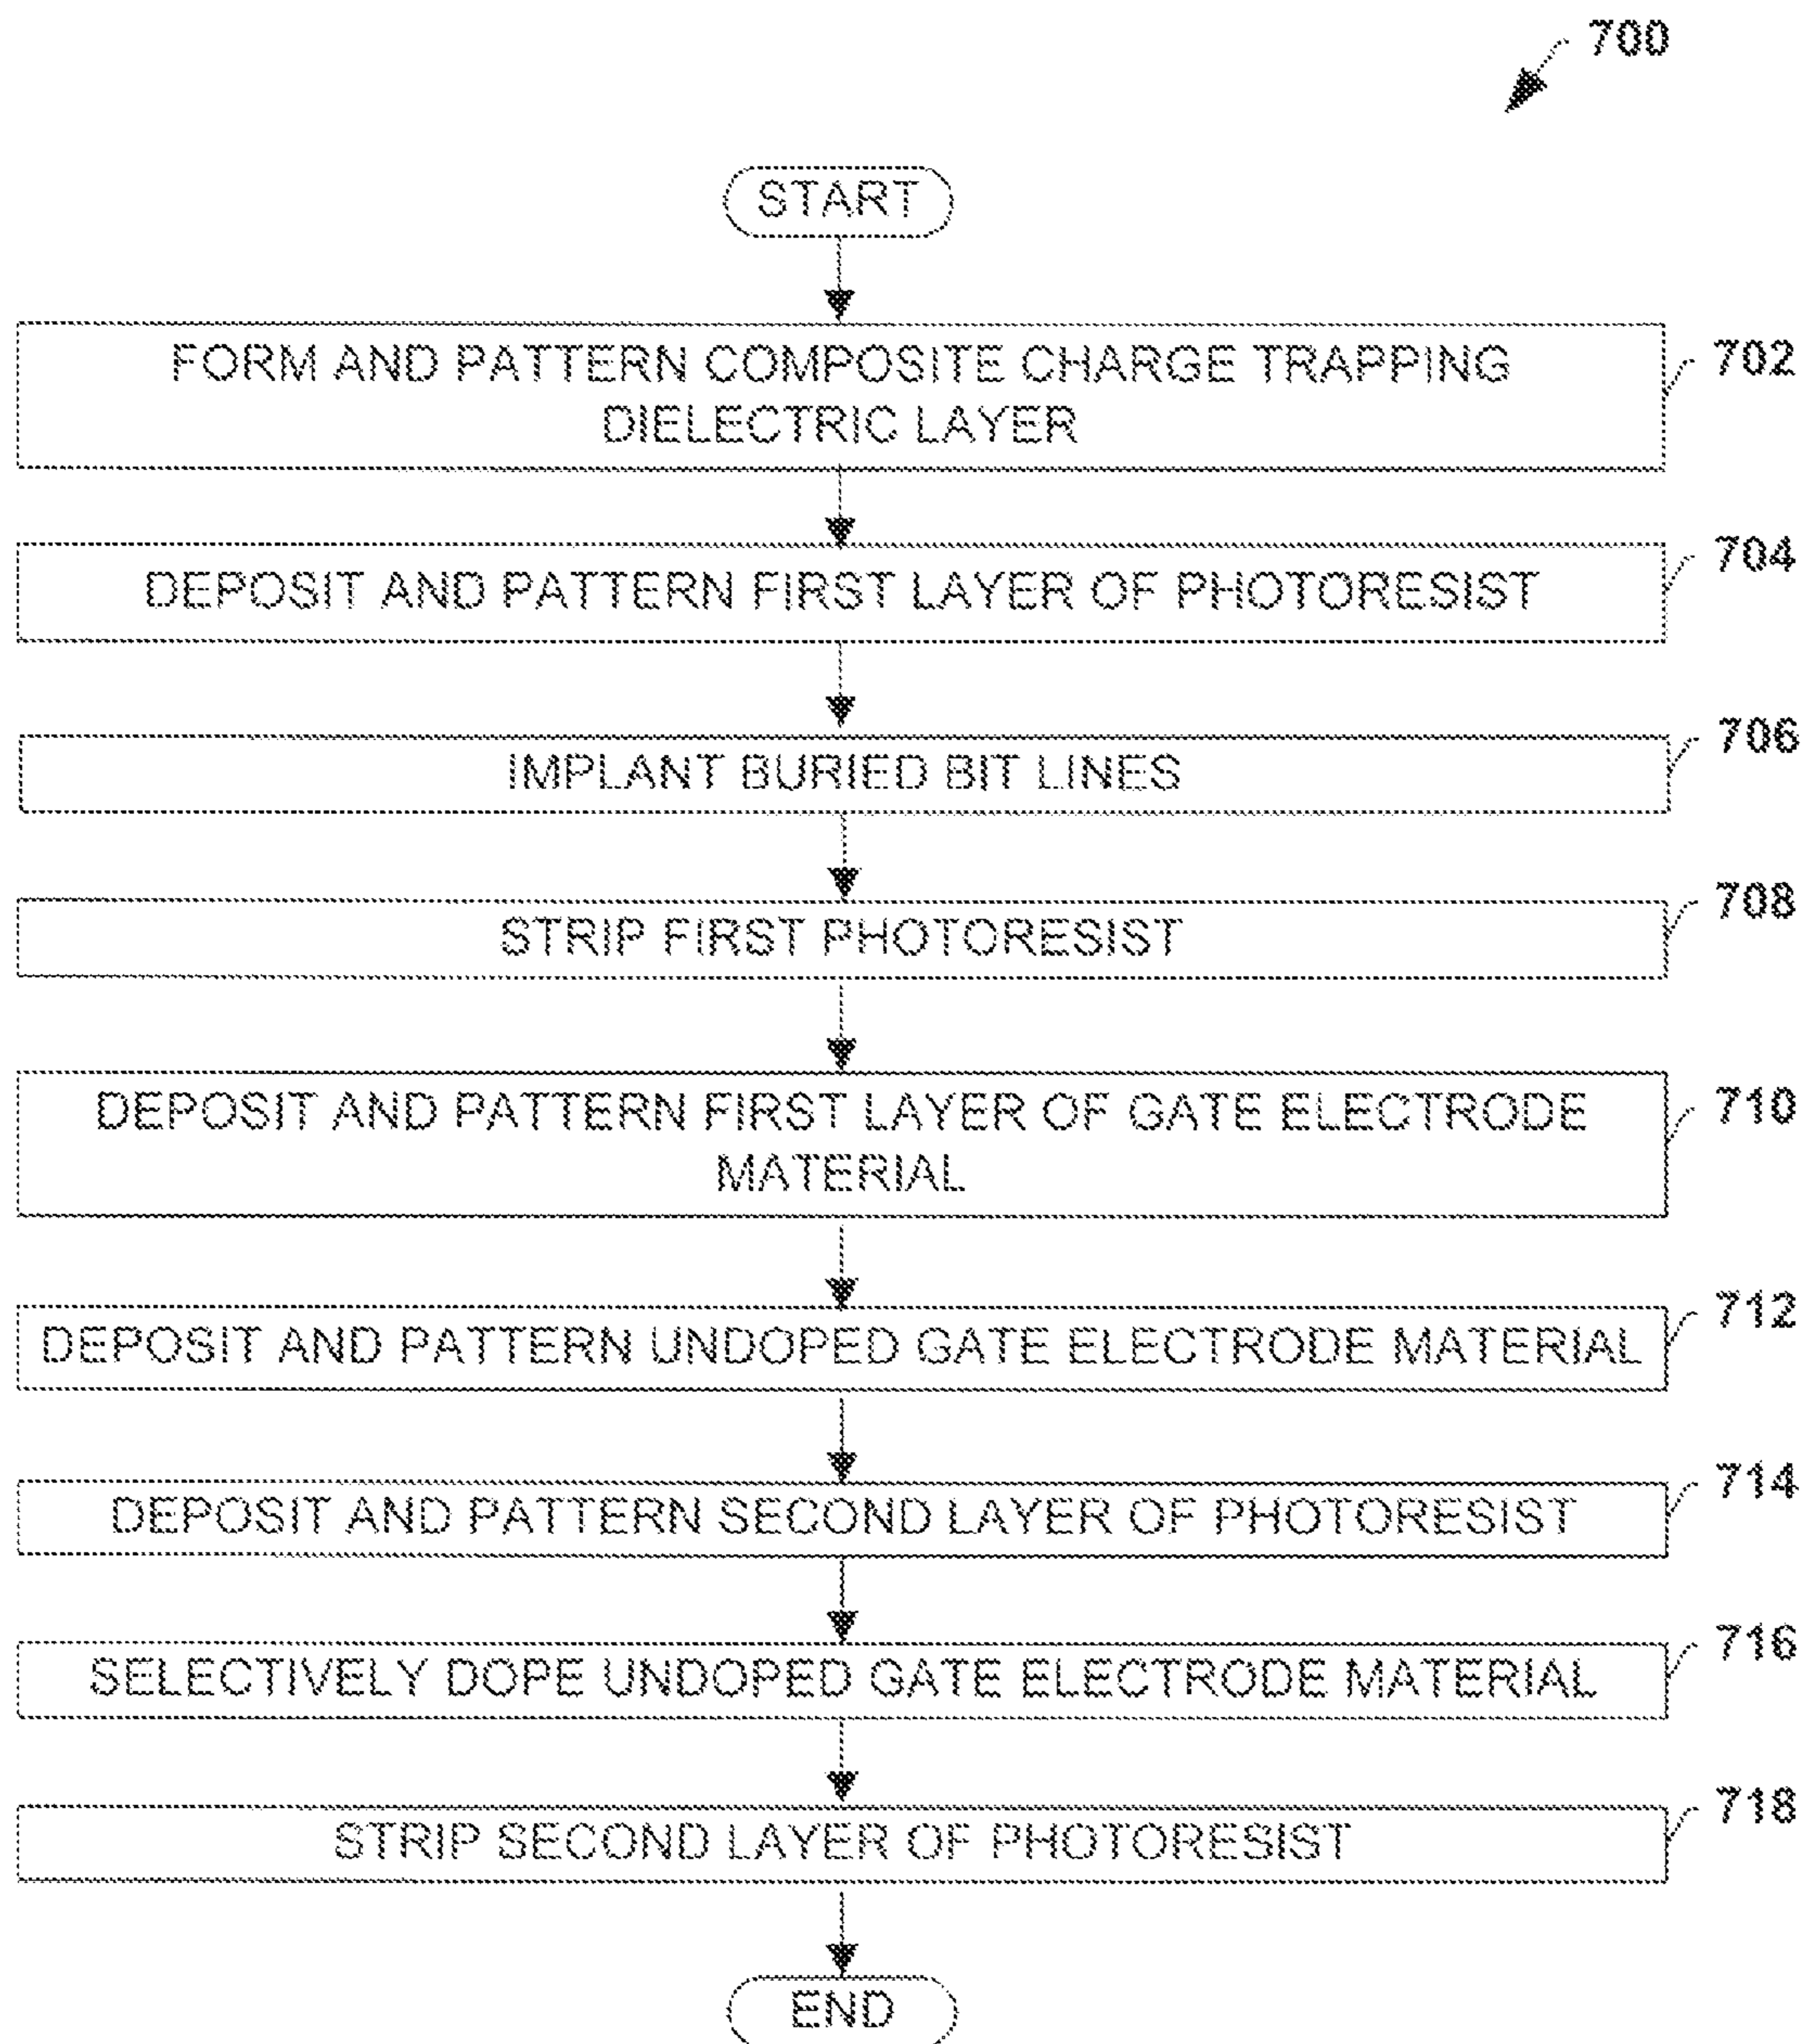 700
START
FORM AND PATTERN COMPOSITE CHARGE TRAPPING
DIELECTRIC LAYER
702
DEPOSIT AND PATTERN FIRST LAYER OF PHOTORESIST
704
IMPLANT BURIED BIT LINES
706
STRIP FIRST PHOTORESIST
708
DEPOSIT AND PATTERN FIRST LAYER OF GATE ELECTRODE
MATERIAL
710
DEPOSIT AND PATTERN UNDOPED GATE ELECTRODE MATERIAL
712
DEPOSIT AND PATTERN SECOND LAYER OF PHOTORESIST
714
SELECTIVELY DOPE UNDOPED GATE ELECTRODE MATERIAL
716
STRIP SECOND LAYER OF PHOTORESIST
718
END